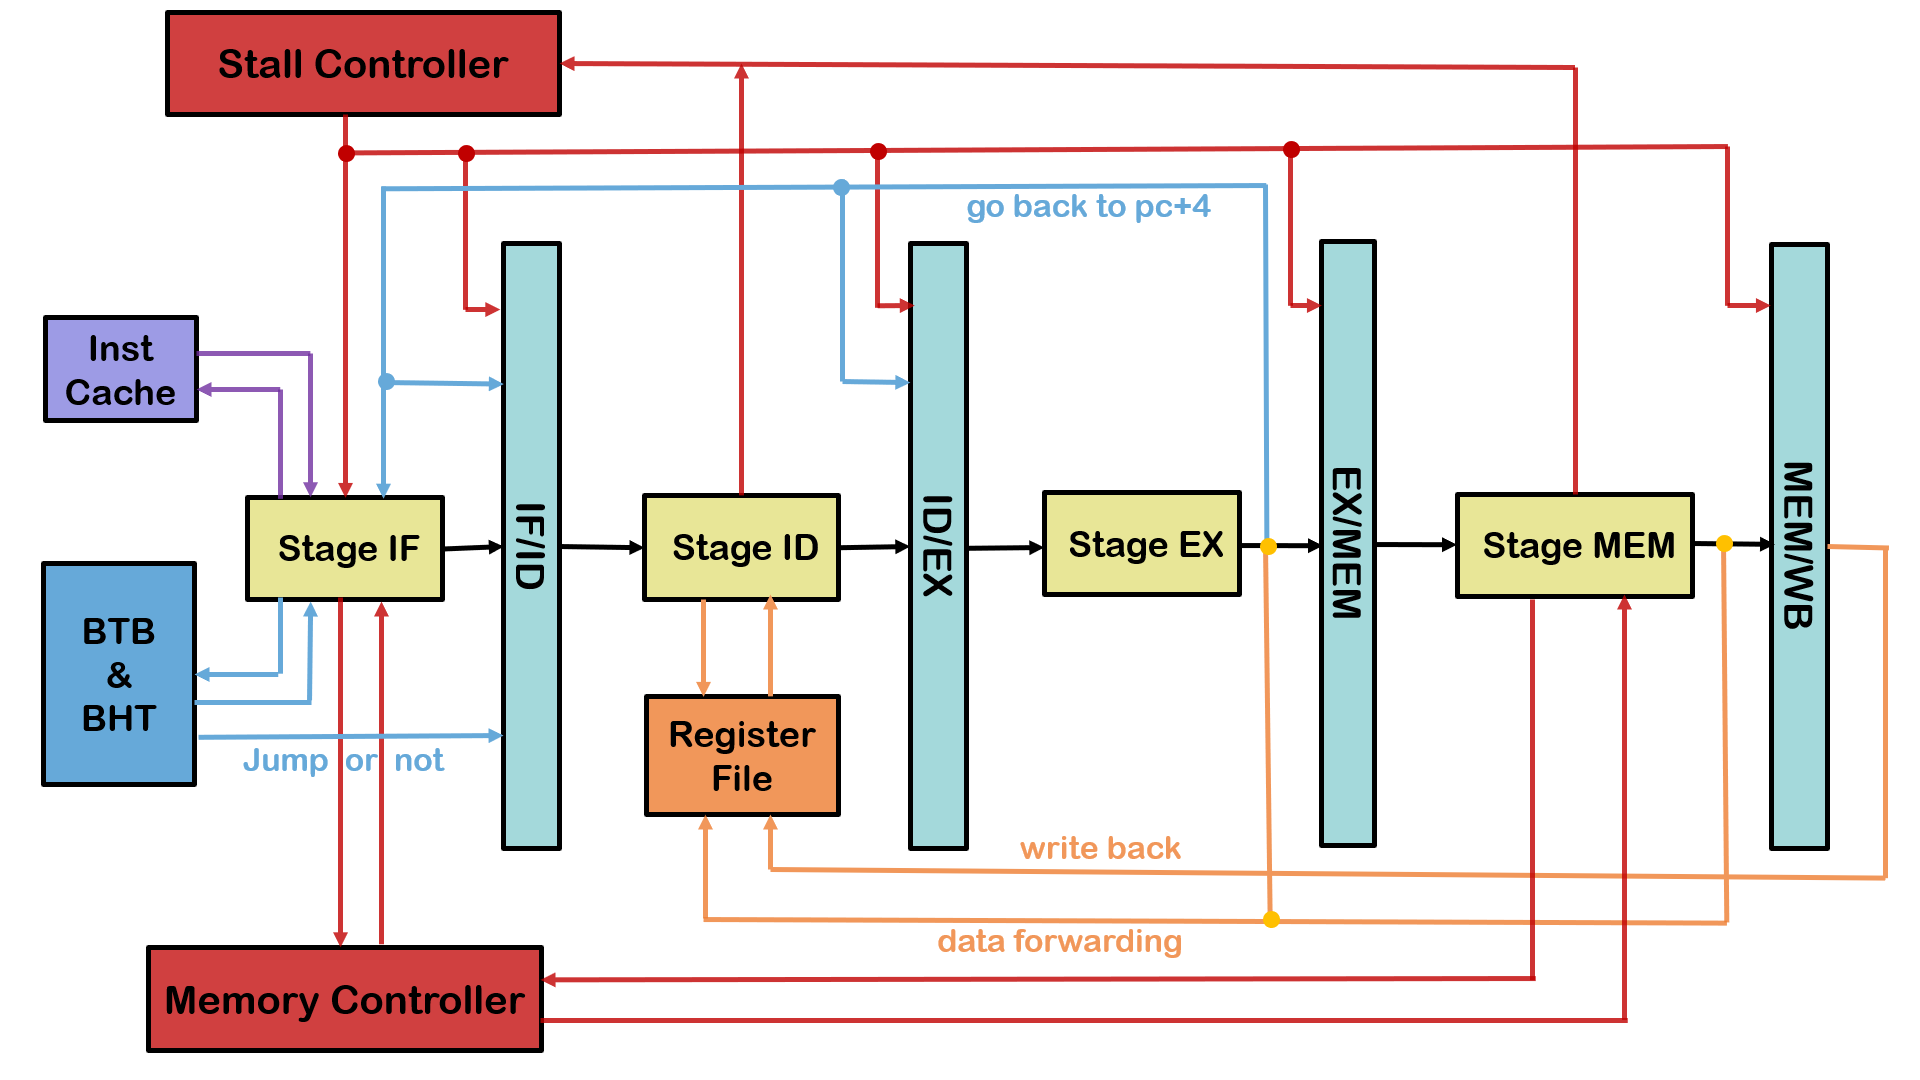 Stall Controller
go back to pc+4
Inst
Cache
Stage IF
IF/ID
Stage ID
ID/EX
Stage EX
EX/MEM
Stage MEM
MEM/WB
BTB
&
BHT
Jump or not
Register
File
write back
data forwarding
Memory Controller